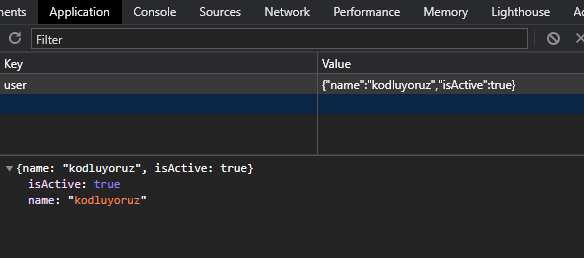 ments Application Console Sources Network Performance Memory Lighthouse Ac
Filter
Key Value
user {"name":"kodluyoruz","isActive":true}
{name: "kodluyoruz", isActive: true}
isActive: true
name: "kodluyoruz"